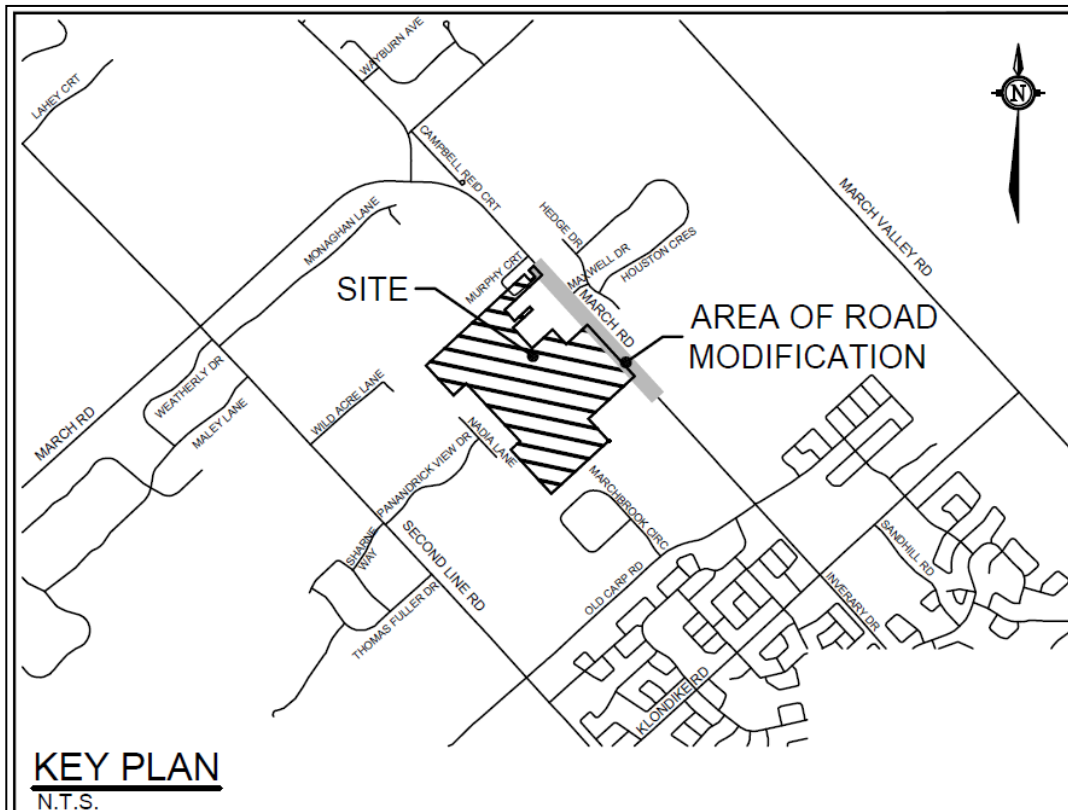 WAYBURN AVE
LAHEY CRT
N
CAMPBELL REID CRT
MARCH VALLEY RD
MONAGHAN LANE
HEDGE DR
MAXWELL DR
HOUSTON CRES
MURPHY CRT
SITE
MARCH RD
AREA OF ROAD
MODIFICATION
WEATHERLY DR
MARCH RD
MALEY LANE
WILD ACRE LANE
NADIA LANE
PANANDRICK VIEW DR
MARCHBROOK CIRC
SECOND LINE RD
SHARNE
WAY
THOMAS FULLER DR
OLD CARP RD
SANDHILL RD
INVERARY DR
KLONDIKE RD
KEY PLAN
N.T.S.